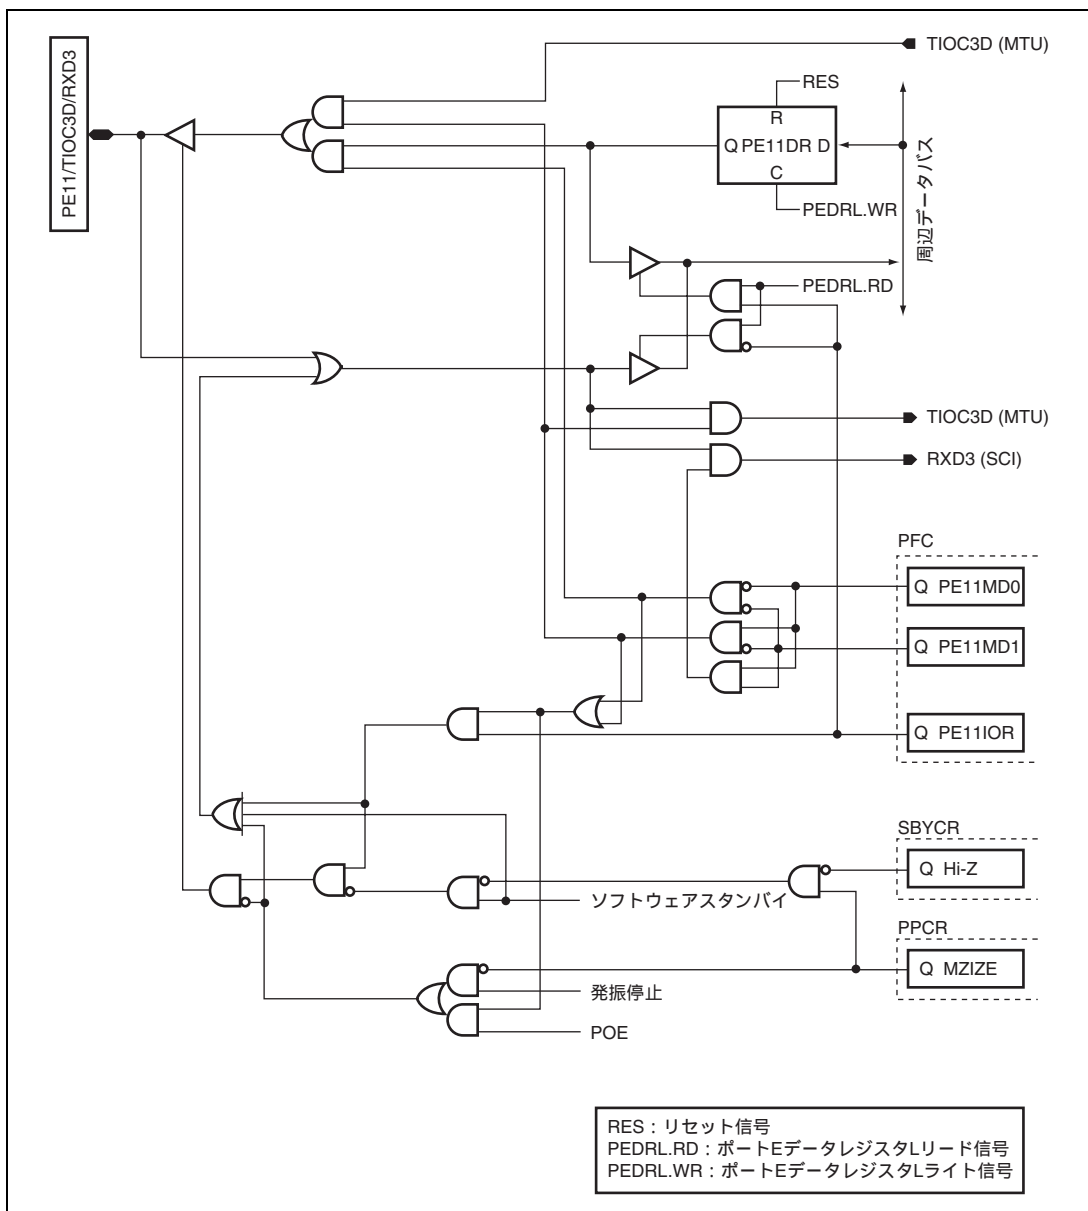 PE11/TIOC3D/RXD3
TIOC3D (MTU)
RES
R
Q PE11DR D
C
PEDRL.WR
周辺データバス
PEDRL.RD
TIOC3D (MTU)
RXD3 (SCI)
PFC
Q PE11MD0
Q PE11MD1
Q PE11IOR
SBYCR
Q Hi-Z
ソフトウェアスタンバイ
PPCR
Q MZIZE
発振停止
POE
RES : リセット信号
PEDRL.RD : ポートEデータレジスタLリード信号
PEDRL.WR : ポートEデータレジスタLライト信号